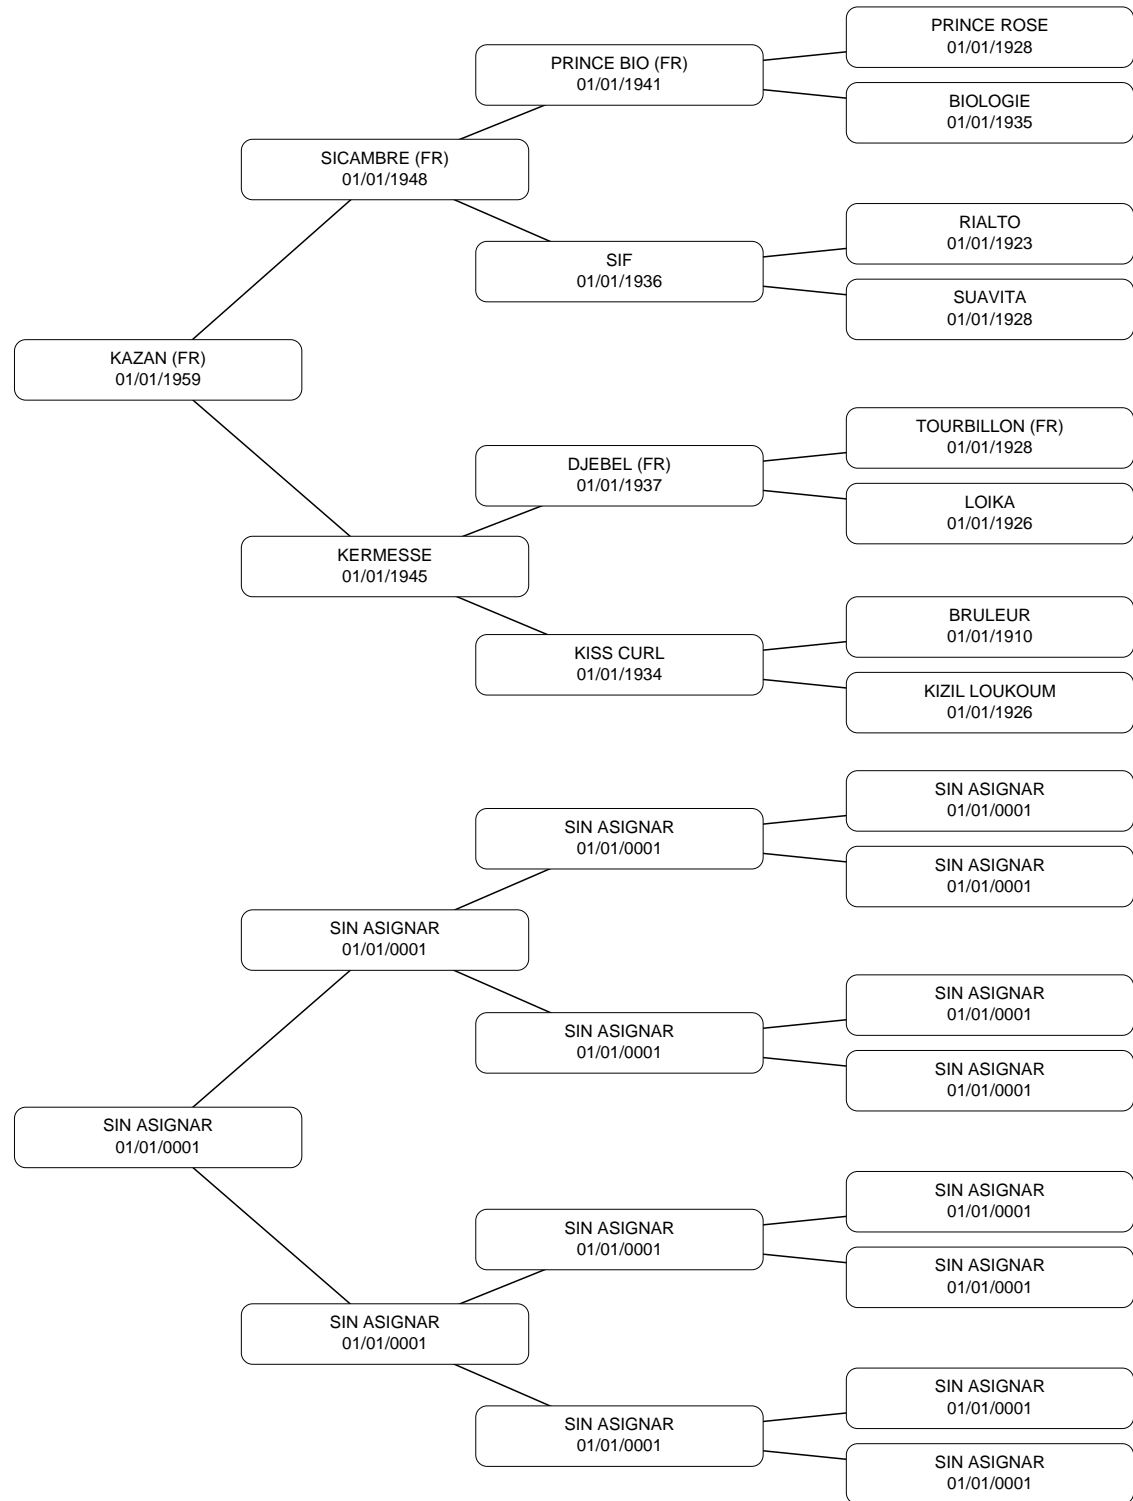 PRINCE ROSE
01/01/1928
PRINCE BIO (FR)
01/01/1941
BIOLOGIE
01/01/1935
SICAMBRE (FR)
01/01/1948
RIALTO
01/01/1923
SIF
01/01/1936
SUAVITA
01/01/1928
KAZAN (FR)
01/01/1959
TOURBILLON (FR)
01/01/1928
DJEBEL (FR)
01/01/1937
LOIKA
01/01/1926
KERMESSE
01/01/1945
BRULEUR
01/01/1910
KISS CURL
01/01/1934
KIZIL LOUKOUM
01/01/1926
SIN ASIGNAR
01/01/0001
SIN ASIGNAR
01/01/0001
SIN ASIGNAR
01/01/0001
SIN ASIGNAR
01/01/0001
SIN ASIGNAR
01/01/0001
SIN ASIGNAR
01/01/0001
SIN ASIGNAR
01/01/0001
SIN ASIGNAR
01/01/0001
SIN ASIGNAR
01/01/0001
SIN ASIGNAR
01/01/0001
SIN ASIGNAR
01/01/0001
SIN ASIGNAR
01/01/0001
SIN ASIGNAR
01/01/0001
SIN ASIGNAR
01/01/0001
SIN ASIGNAR
01/01/0001